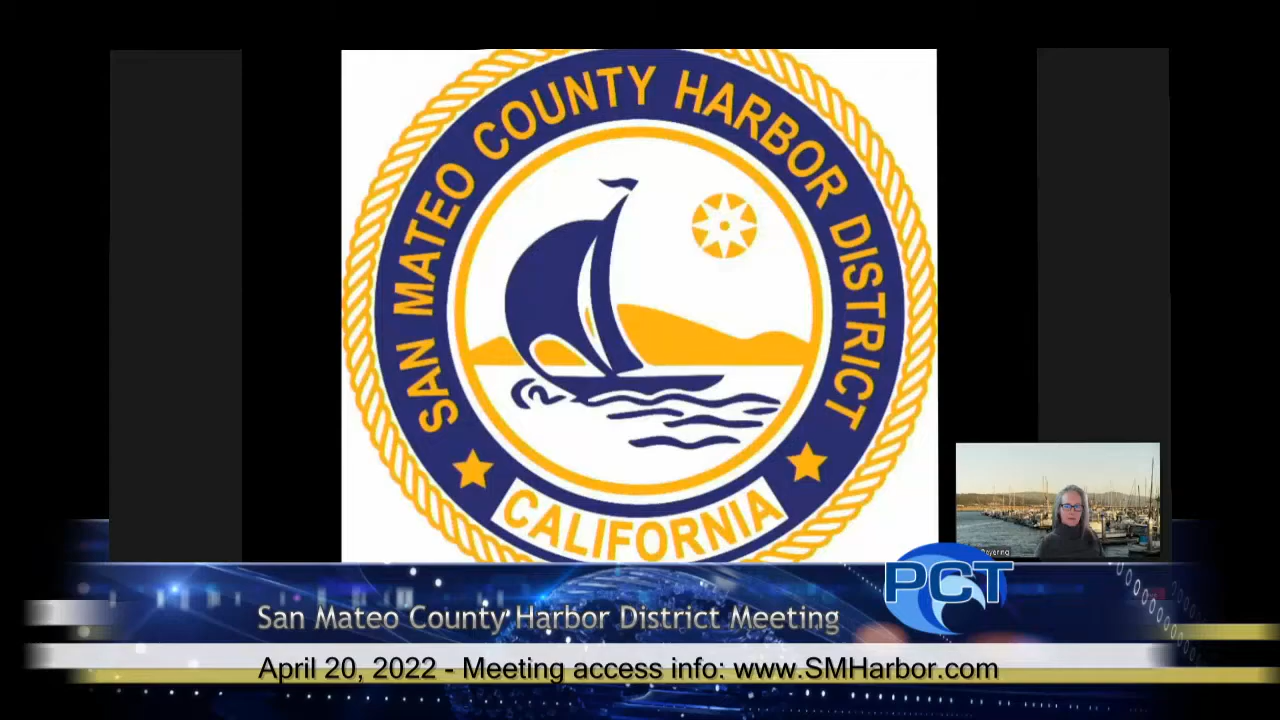 SAN MATEO COUNTY HARBOR DISTRICT
CALIFORNIA
PCT
San Mateo County Harbor District Meeting
April 20, 2022 - Meeting access info: www.SMHarbor.com